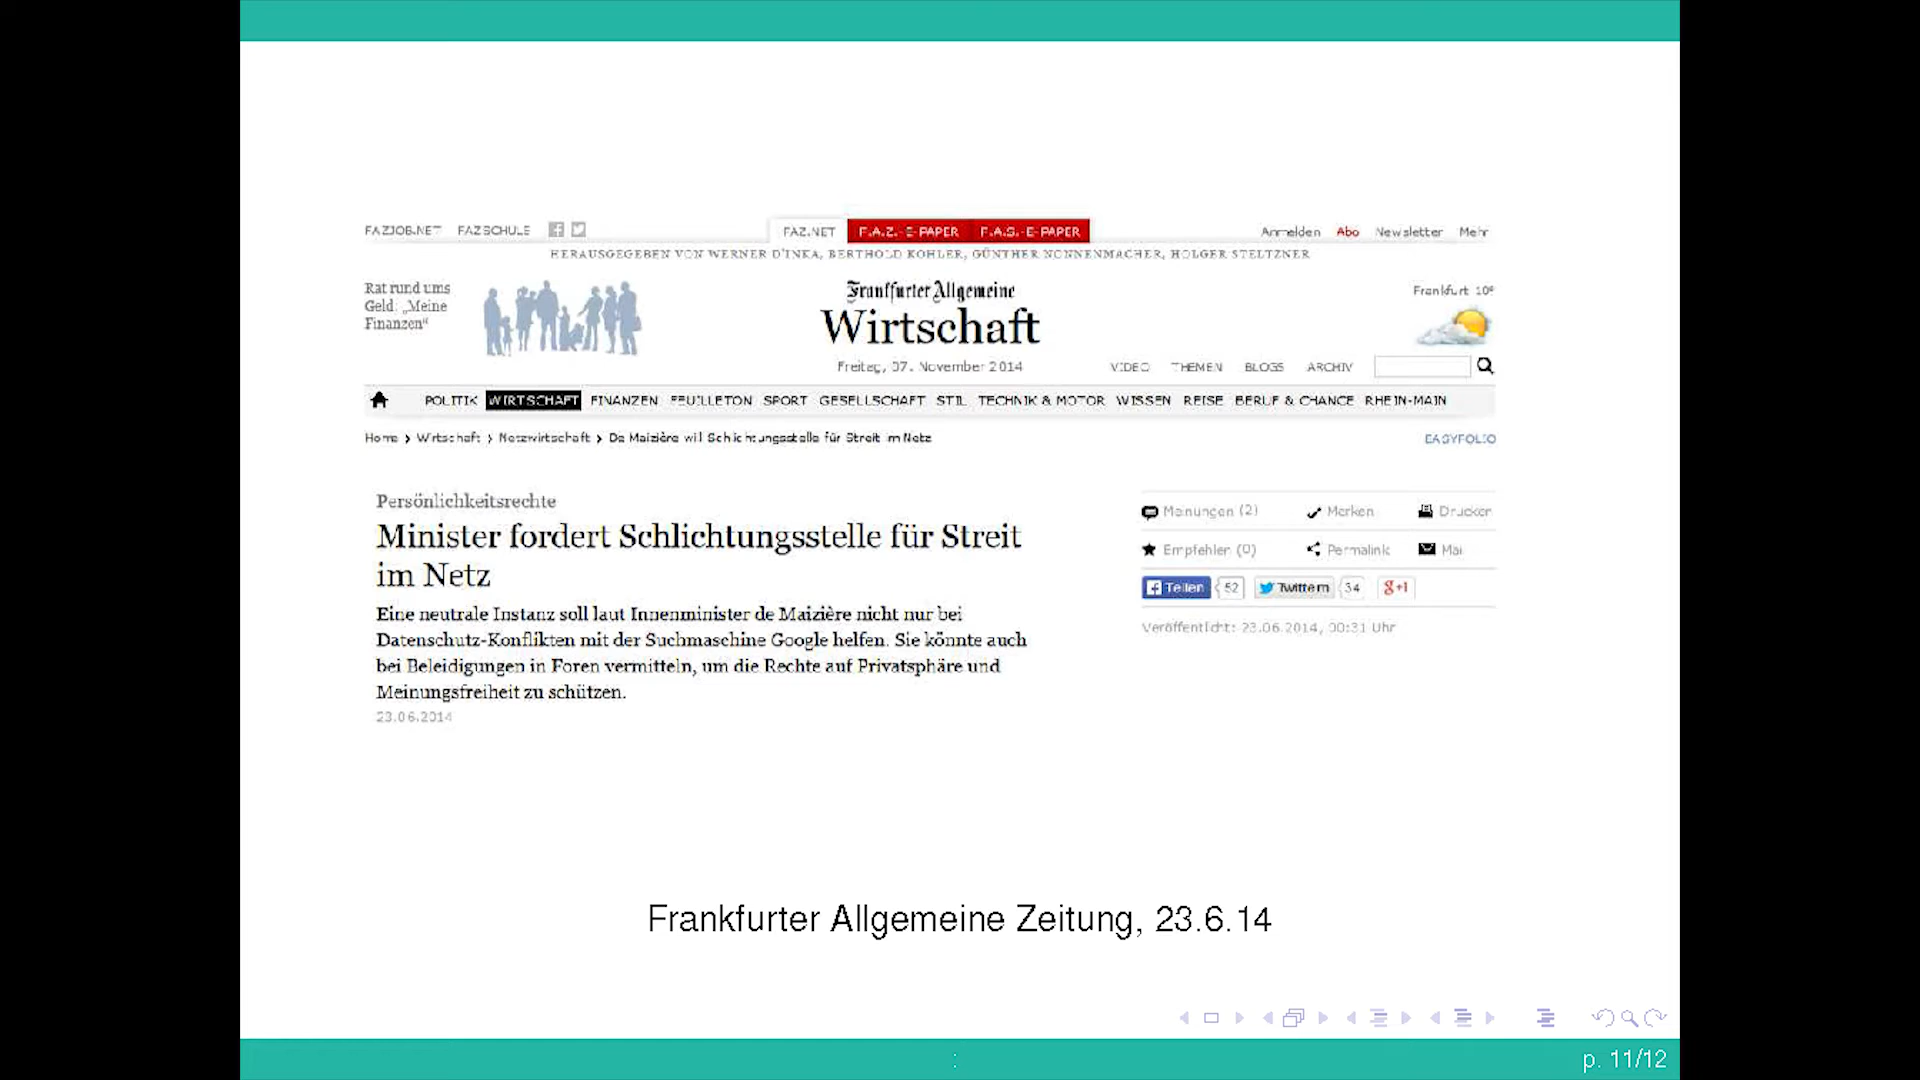 FAZJOB.NET FAZSCHULE
FAZ.NET F.A.Z.-E-PAPER F.A.S.-E-PAPER
Anmelden Abo Newsletter Mehr
HERAUSGEGEBEN VON WERNER D'INKA, BERTHOLD KOHLER, GÜNTHER NONNENMACHER, HOLGER STELTZNER
Rat rund ums
Geld: „Meine
Finanzen“
Frankfurter Allgemeine
Wirtschaft
Freitag, 07. November 2014
Frankfurt 10°
VIDEO THEMEN BLOGS ARCHIV
POLITIK WIRTSCHAFT FINANZEN FEUILLETON SPORT GESELLSCHAFT STIL TECHNIK & MOTOR WISSEN REISE BERUF & CHANCE RHEIN-MAIN
Home › Wirtschaft › Netzwirtschaft › De Maizière will Schlichtungsstelle für Streit im Netz
EASYFOLIO
Persönlichkeitsrechte
Minister fordert Schlichtungsstelle für Streit
im Netz
Eine neutrale Instanz soll laut Innenminister de Maizière nicht nur bei
Datenschutz-Konflikten mit der Suchmaschine Google helfen. Sie könnte auch
bei Beleidigungen in Foren vermitteln, um die Rechte auf Privatsphäre und
Meinungsfreiheit zu schützen.
23.06.2014
Meinungen (2) Merken Drucken
Empfehlen (0) Permalink Mail
Teilen 52 Twittern 34 g+1
Veröffentlicht: 23.06.2014, 00:31 Uhr
Frankfurter Allgemeine Zeitung, 23.6.14
:
p. 11/12